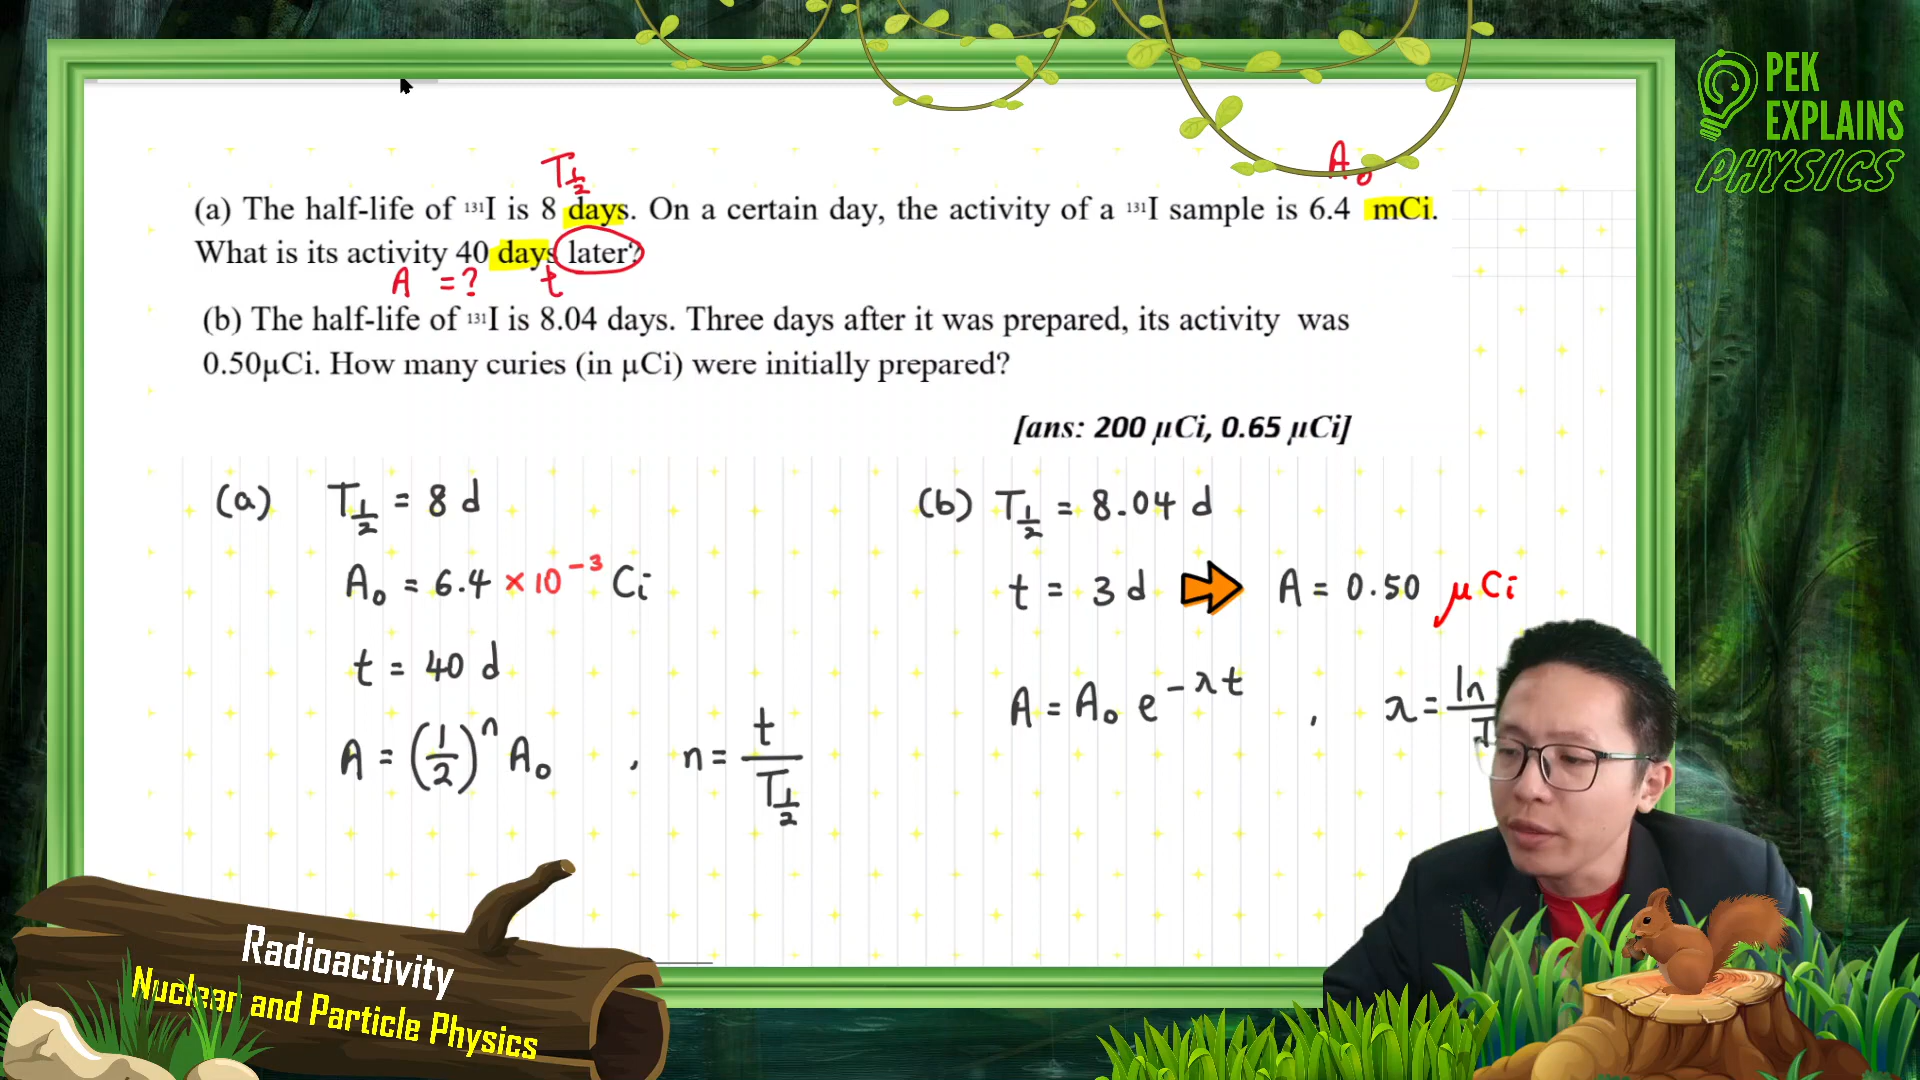 PEK
EXPLAINS
PHYSICS
T½
A₀
(a) The half-life of ¹³¹I is 8 days. On a certain day, the activity of a ¹³¹I sample is 6.4 mCi.
What is its activity 40 days later?
A = ? t
(b) The half-life of ¹³¹I is 8.04 days. Three days after it was prepared, its activity was
0.50µCi. How many curies (in µCi) were initially prepared?
[ans: 200 µCi, 0.65 µCi]
(a) T½ = 8 d
A₀ = 6.4 × 10⁻³ Ci
t = 40 d
A = (1/2)ⁿ A₀ , n = t / T½
(b) T½ = 8.04 d
t = 3 d A = 0.50 µCi
A = A₀ e^-λt , λ = ln / T
Radioactivity
Nuclear and Particle Physics